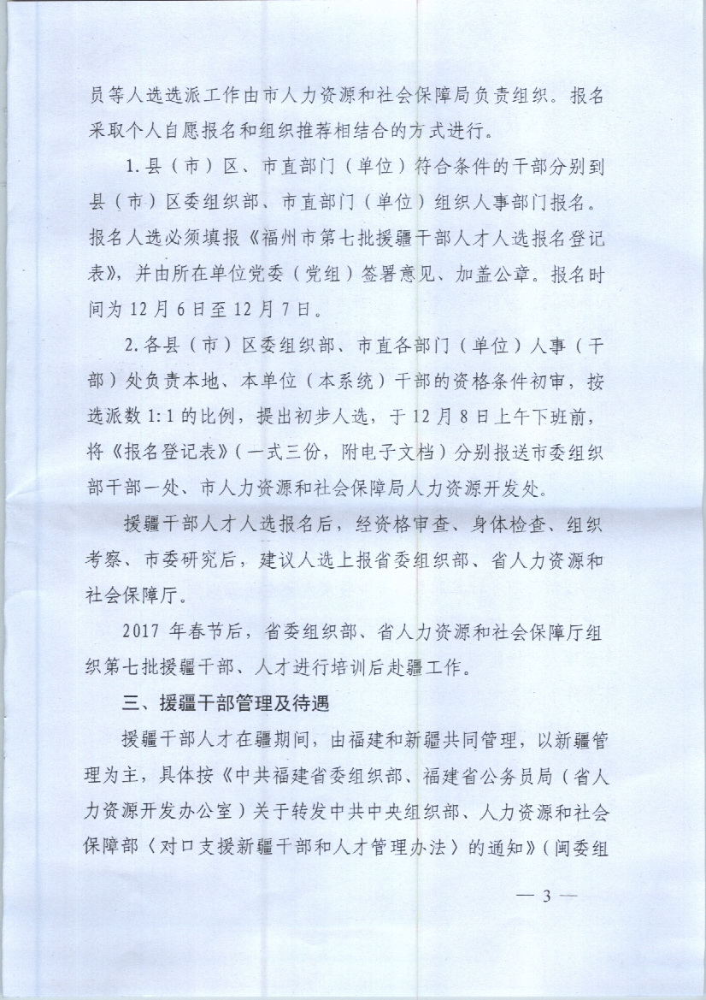 员等人选选派工作由市人力资源和社会保障局负责组织。报名
采取个人自愿报名和组织推荐相结合的方式进行。
1.县（市）区、市直部门（单位）符合条件的干部分别到
县（市）区委组织部、市直部门（单位）组织人事部门报名。
报名人选必须填报《福州市第七批援疆干部人才人选报名登记
表》，并由所在单位党委（党组）签署意见、加盖公章。报名时
间为12月6日至12月7日。
2.各县（市）区委组织部、市直各部门（单位）人事（干
部）处负责本地、本单位（本系统）干部的资格条件初审，按
选派数1:1的比例，提出初步人选，于12月8日上午下班前，
将《报名登记表》（一式三份，附电子文档）分别报送市委组织
部干部一处、市人力资源和社会保障局人力资源开发处。
援疆干部人才人选报名后，经资格审查、身体检查、组织
考察、市委研究后，建议人选上报省委组织部、省人力资源和
社会保障厅。
2017年春节后，省委组织部、省人力资源和社会保障厅组
织第七批援疆干部、人才进行培训后赴疆工作。
三、援疆干部管理及待遇
援疆干部人才在疆期间，由福建和新疆共同管理，以新疆管
理为主，具体按《中共福建省委组织部、福建省公务员局（省人
力资源开发办公室）关于转发中共中央组织部、人力资源和社会
保障部〈对口支援新疆干部和人才管理办法〉的通知》（闽委组
— 3 —